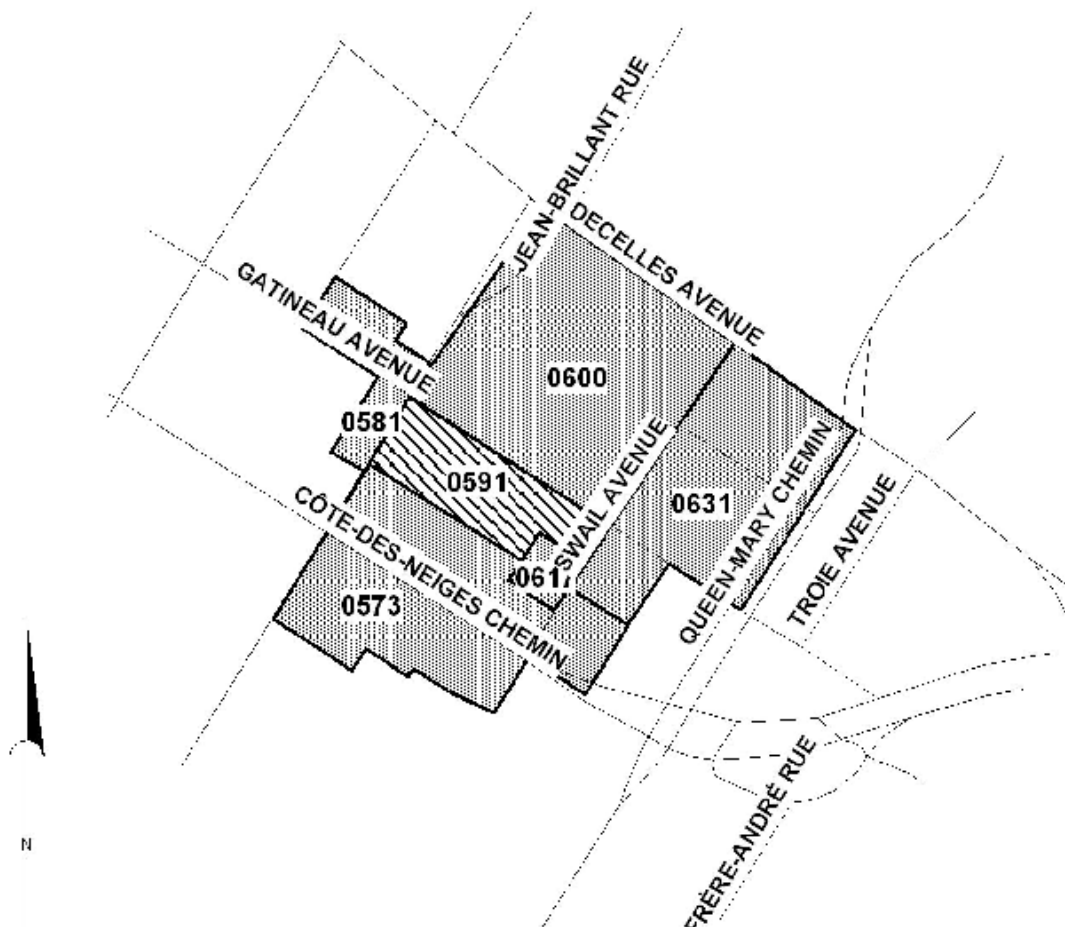 JEAN-BRILLANT RUE
DECELLES AVENUE
GATINEAU AVENUE
0600
0581
0591
SWAIL AVENUE
0631
QUEEN-MARY CHEMIN
TROIE AVENUE
CÔTE-DES-NEIGES CHEMIN
0617
0573
FRÈRE-ANDRÉ RUE
N